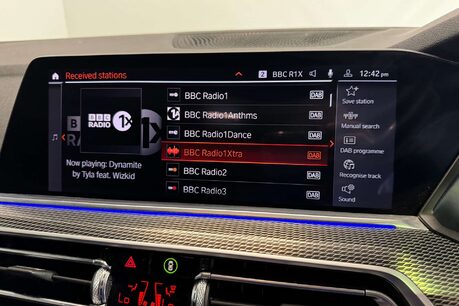 Received stations
2 BBC R1X
12:42 pm
BBC Radio1
DAB
BBC Radio1Anthms
DAB
BBC Radio1Dance
DAB
BBC Radio1Xtra
DAB
BBC Radio2
DAB
BBC Radio3
DAB
BBC
RADIO
1X
Now playing: Dynamite
by Tyla feat. Wizkid
Save station
Manual search
DAB programme
Recognise track
Sound
Lo